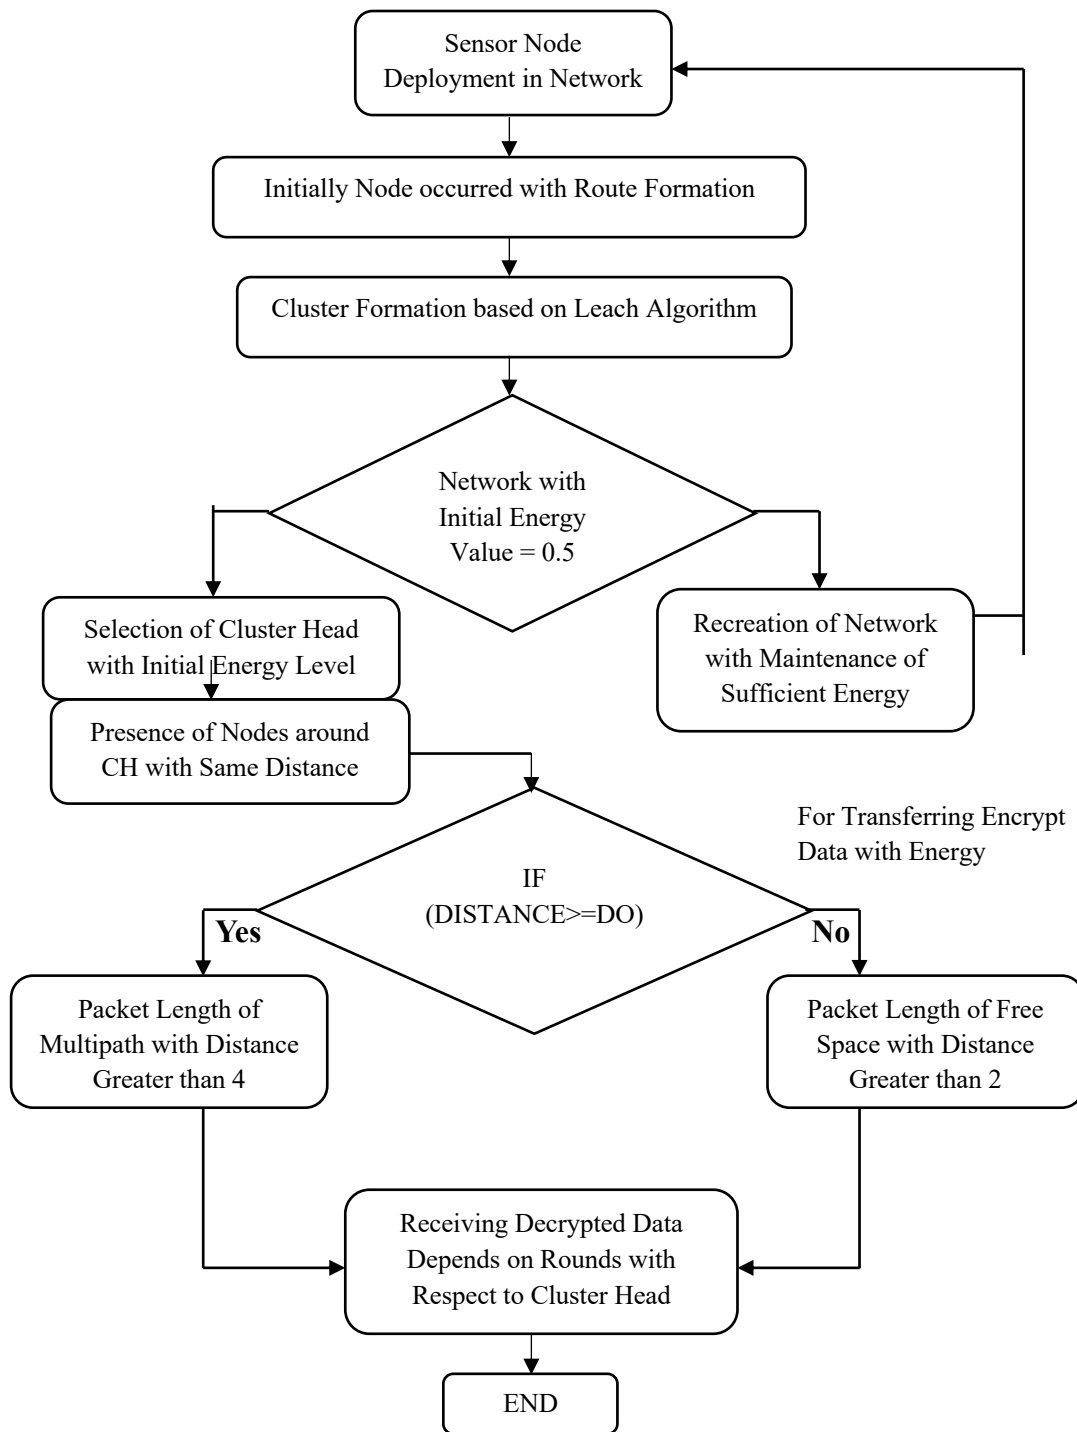 Sensor Node
Deployment in Network
Initially Node occurred with Route Formation
Cluster Formation based on Leach Algorithm
Network with
Initial Energy
Value = 0.5
Selection of Cluster Head
with Initial Energy Level
Recreation of Network
with Maintenance of
Sufficient Energy
Presence of Nodes around
CH with Same Distance
For Transferring Encrypt
Data with Energy
IF
(DISTANCE>=DO)
Yes
No
Packet Length of
Multipath with Distance
Greater than 4
Packet Length of Free
Space with Distance
Greater than 2
Receiving Decrypted Data
Depends on Rounds with
Respect to Cluster Head
END